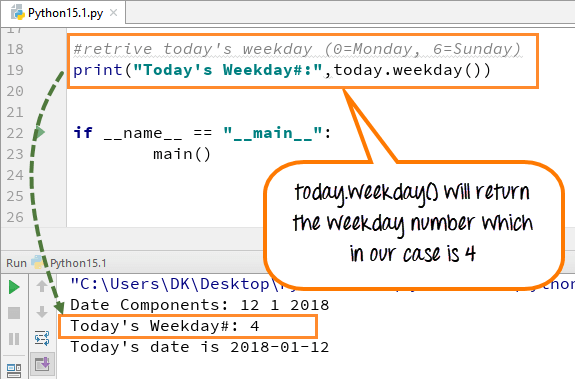 Python15.1.py
17
18 #retrive today's weekday (0=Monday, 6=Sunday)
19 print("Today's Weekday#:",today.weekday())
20
21
22 if __name__ == "__main__":
23 main()
24
25
26
today.weekday() will return
the weekday number which
in our case is 4
Run Python15.1
"C:\Users\DK\Desktop\
Date Components: 12 1 2018
Today's Weekday#: 4
Today's date is 2018-01-12